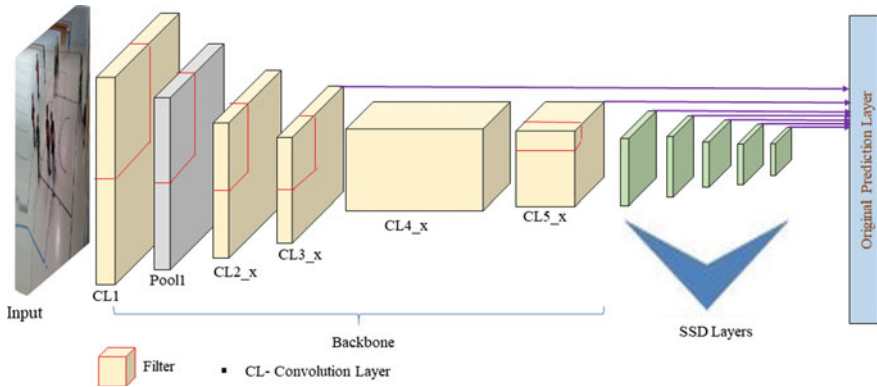 Input
CL1
Pool1
CL2_x
CL3_x
CL4_x
CL5_x
Original Prediction Layer
Backbone
SSD Layers
Filter
▪ CL- Convolution Layer